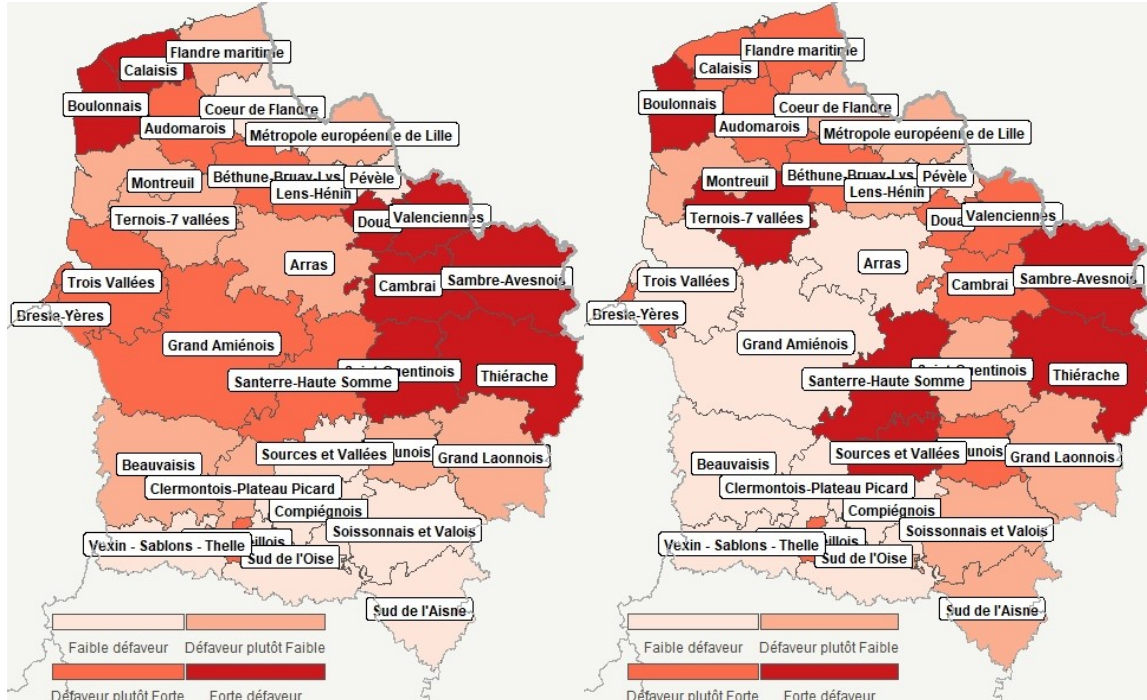 Flandre maritime
Calaisis
Boulonnais
Coeur de Flandre
Audomarois
Métropole européenne de Lille
Montreuil
Béthune-Bruay-Lys
Pévèle
Lens-Hénin
Ternois-7 vallées
Valenciennes
Arras
Trois Vallées
Cambrai
Sambre-Avesnois
Bresle-Yères
Grand Amiénois
Santerre-Haute Somme
Thiérache
Beauvaisis
Sources et Vallées
Grand Laonnois
Clermontois-Plateau Picard
Compiégnois
Soissonnais et Valois
Vexin - Sablons - Thelle
Sud de l'Oise
Sud de l'Aisne
Faible défaveur
Défaveur plutôt Faible
Défaveur plutôt Forte
Forte défaveur
Flandre maritime
Calaisis
Boulonnais
Coeur de Flandre
Audomarois
Métropole européenne de Lille
Montreuil
Béthune-Bruay-Lys
Pévèle
Lens-Hénin
Ternois-7 vallées
Valenciennes
Arras
Trois Vallées
Cambrai
Sambre-Avesnois
Bresle-Yères
Grand Amiénois
Santerre-Haute Somme
Thiérache
Beauvaisis
Sources et Vallées
Grand Laonnois
Clermontois-Plateau Picard
Compiégnois
Soissonnais et Valois
Vexin - Sablons - Thelle
Sud de l'Oise
Sud de l'Aisne
Faible défaveur
Défaveur plutôt Faible
Défaveur plutôt Forte
Forte défaveur